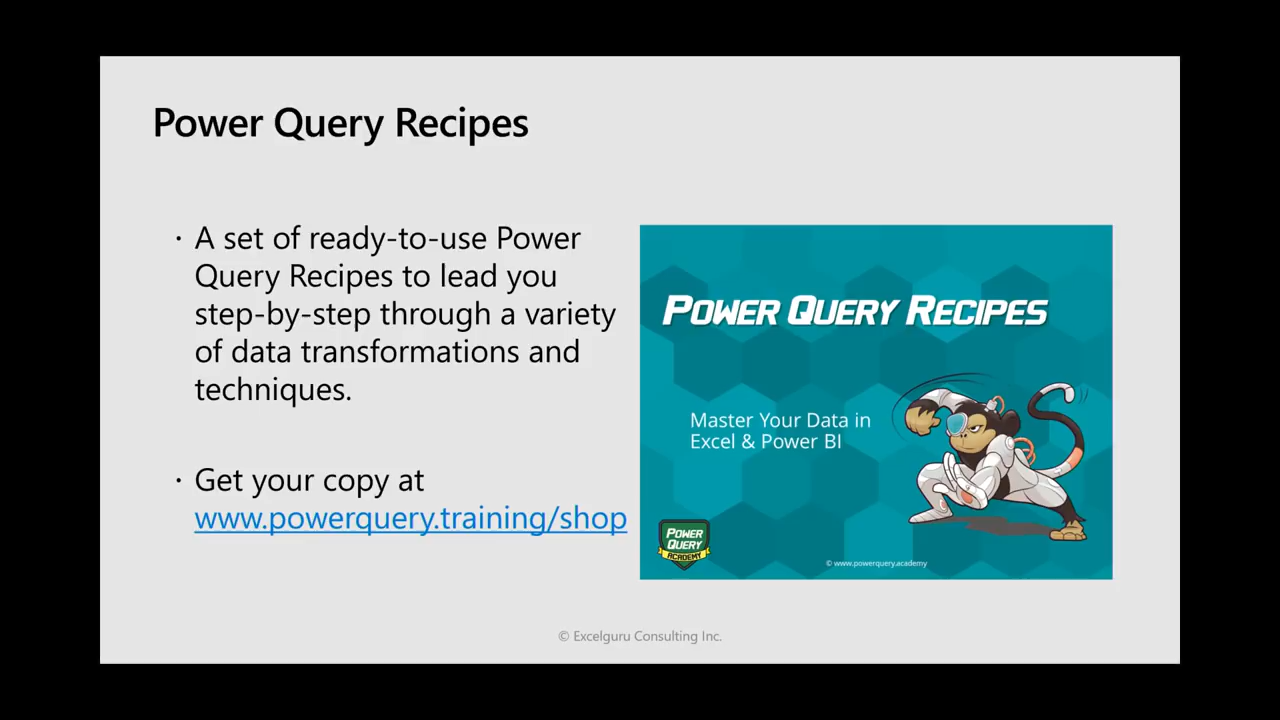 Power Query Recipes
· A set of ready-to-use Power
Query Recipes to lead you
step-by-step through a variety
of data transformations and
techniques.
· Get your copy at
www.powerquery.training/shop
POWER QUERY RECIPES
Master Your Data in
Excel & Power BI
POWER
QUERY
ACADEMY
© www.powerquery.academy
© Excelguru Consulting Inc.